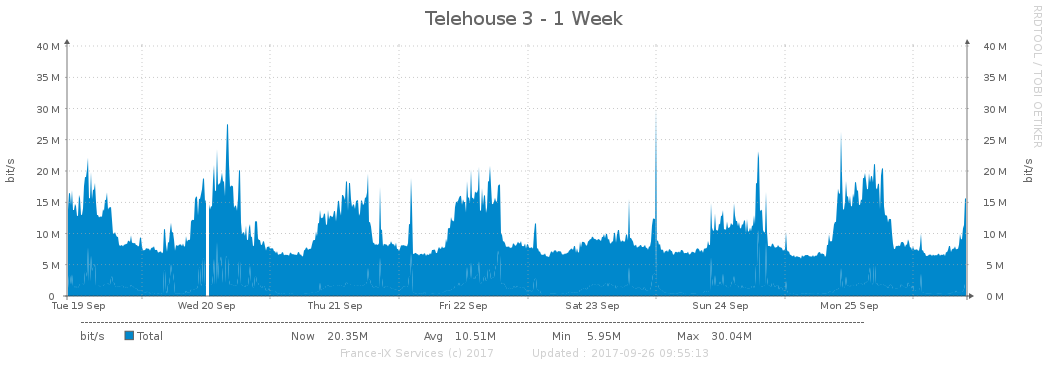 Telehouse 3 - 1 Week
RRDTOOL / TOBI OETIKER
bit/s
40 M 40 M
35 M 35 M
30 M 30 M
25 M 25 M
20 M 20 M
15 M 15 M
10 M 10 M
5 M 5 M
0 0 M
bit/s
Tue 19 Sep Wed 20 Sep Thu 21 Sep Fri 22 Sep Sat 23 Sep Sun 24 Sep Mon 25 Sep
bit/s Total Now 20.35M Avg 10.51M Min 5.95M Max 30.04M
France-IX Services (c) 2017 Updated : 2017-09-26 09:55:13